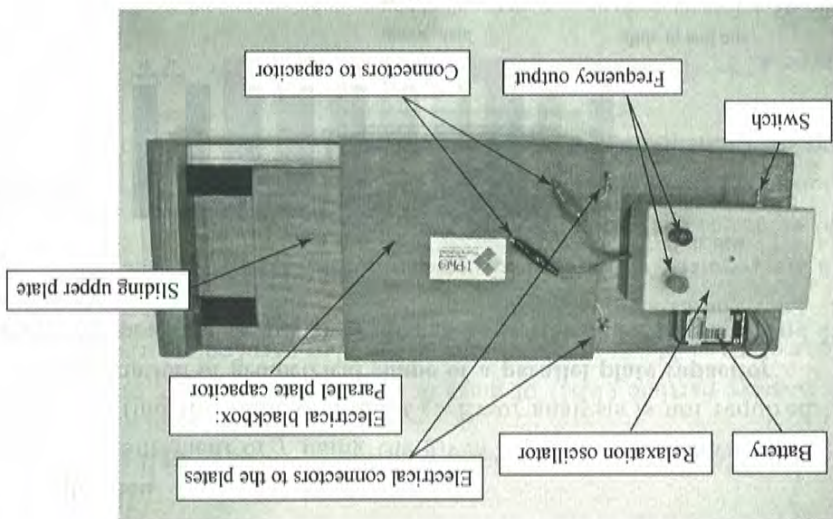 Battery
Relaxation oscillator
Electrical connectors to the plates
Electrical blackbox:
Parallel plate capacitor
Sliding upper plate
IPhO
Switch
Frequency output
Connectors to capacitor